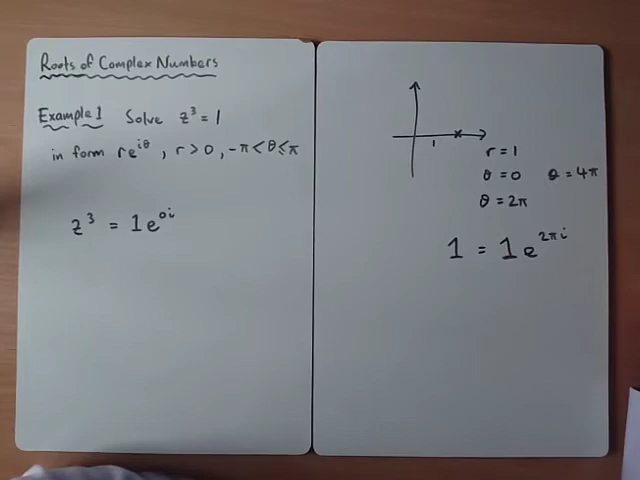 Roots of Complex Numbers
Example 1 Solve z³ = 1
in form re^{iθ}, r > 0, -π < θ ≤ π
z³ = 1e^{0i}
1
r = 1
θ = 0 θ = 4π
θ = 2π
1 = 1e^{2πi}